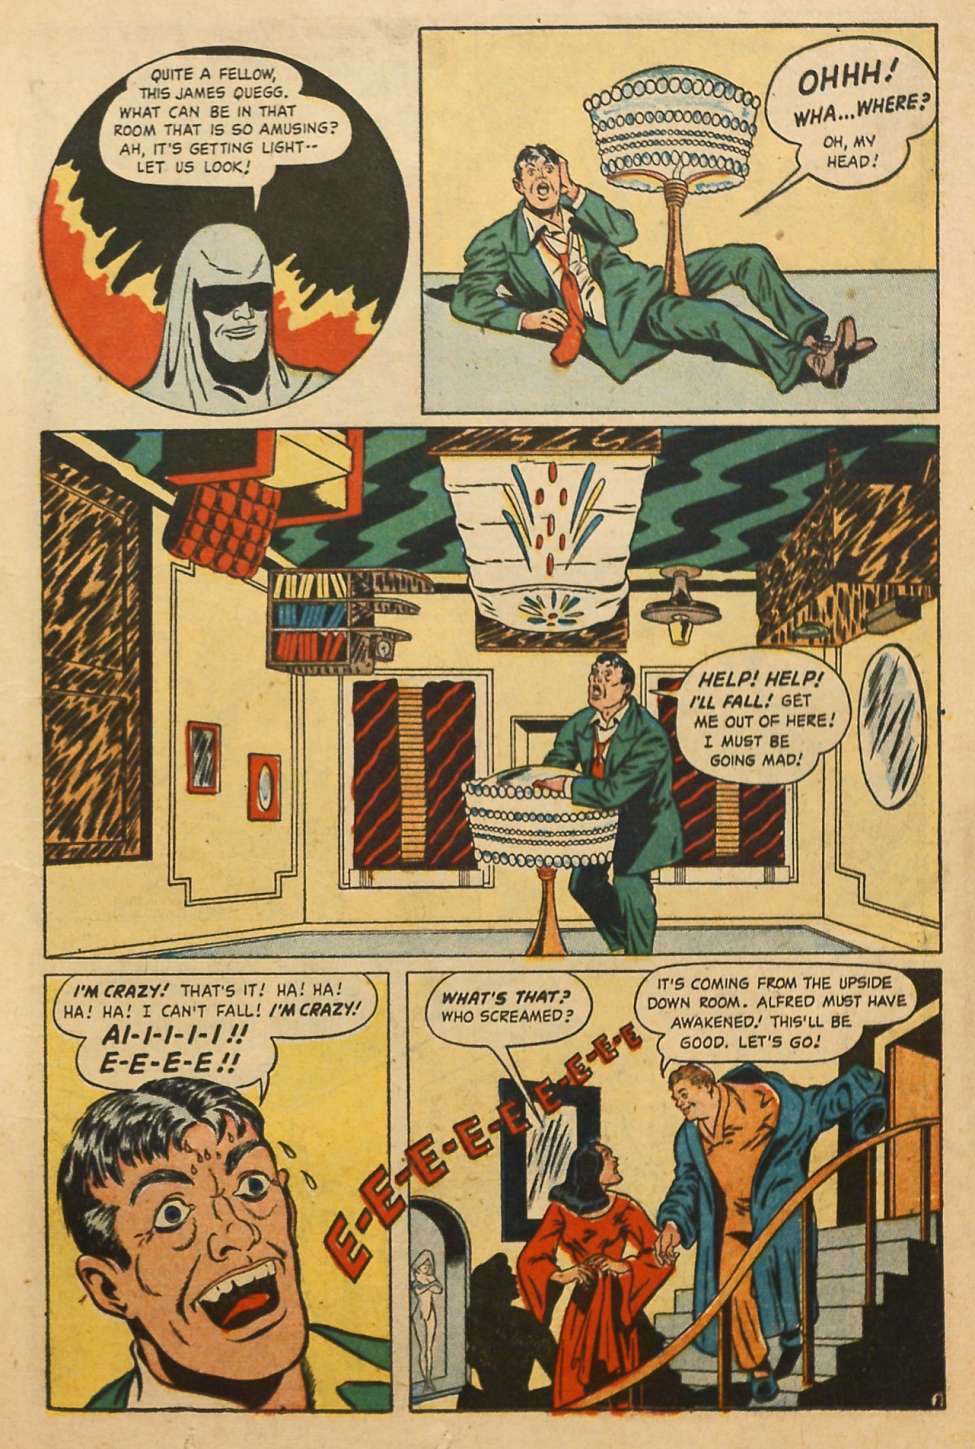 QUITE A FELLOW,
THIS JAMES QUEGG.
WHAT CAN BE IN THAT
ROOM THAT IS SO AMUSING?
AH, IT'S GETTING LIGHT--
LET US LOOK!
OHHH!
WHA...WHERE?
OH, MY
HEAD!
HELP! HELP!
I'LL FALL! GET
ME OUT OF HERE!
I MUST BE
GOING MAD!
I'M CRAZY! THAT'S IT! HA! HA!
HA! HA! I CAN'T FALL! I'M CRAZY!
AI-I-I-I-I!!
E-E-E-E!!
WHAT'S THAT?
WHO SCREAMED?
E-E-E-E-E E-E-E-E
IT'S COMING FROM THE UPSIDE
DOWN ROOM. ALFRED MUST HAVE
AWAKENED! THIS'LL BE
GOOD. LET'S GO!